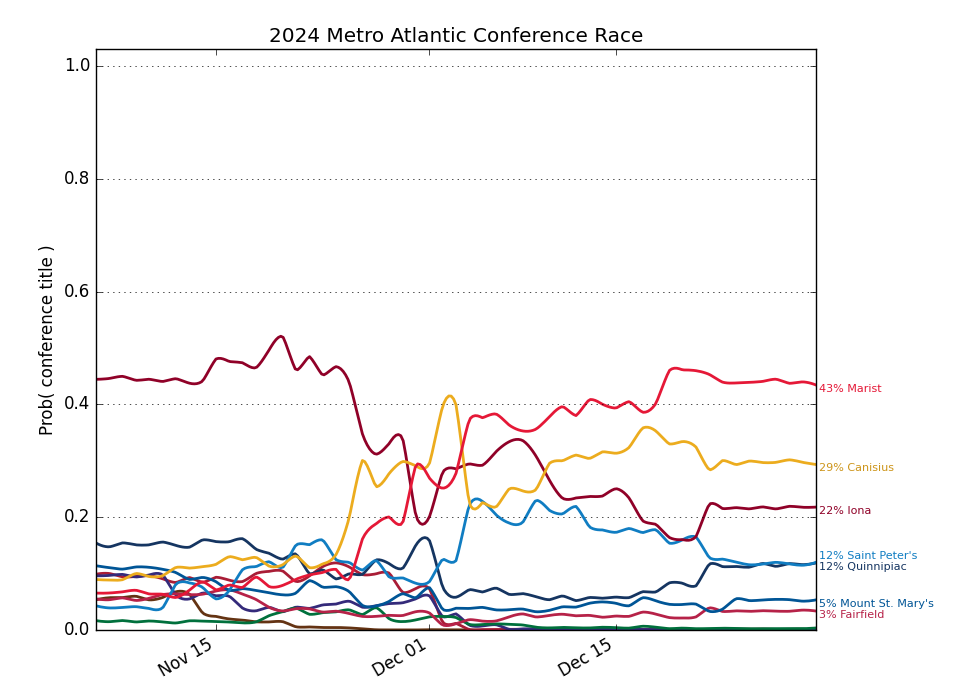 2024 Metro Atlantic Conference Race
Prob( conference title )
1.0
0.8
0.6
0.4
0.2
0.0
Nov 15
Dec 01
Dec 15
43% Marist
29% Canisius
22% Iona
12% Saint Peter's
12% Quinnipiac
5% Mount St. Mary's
3% Fairfield